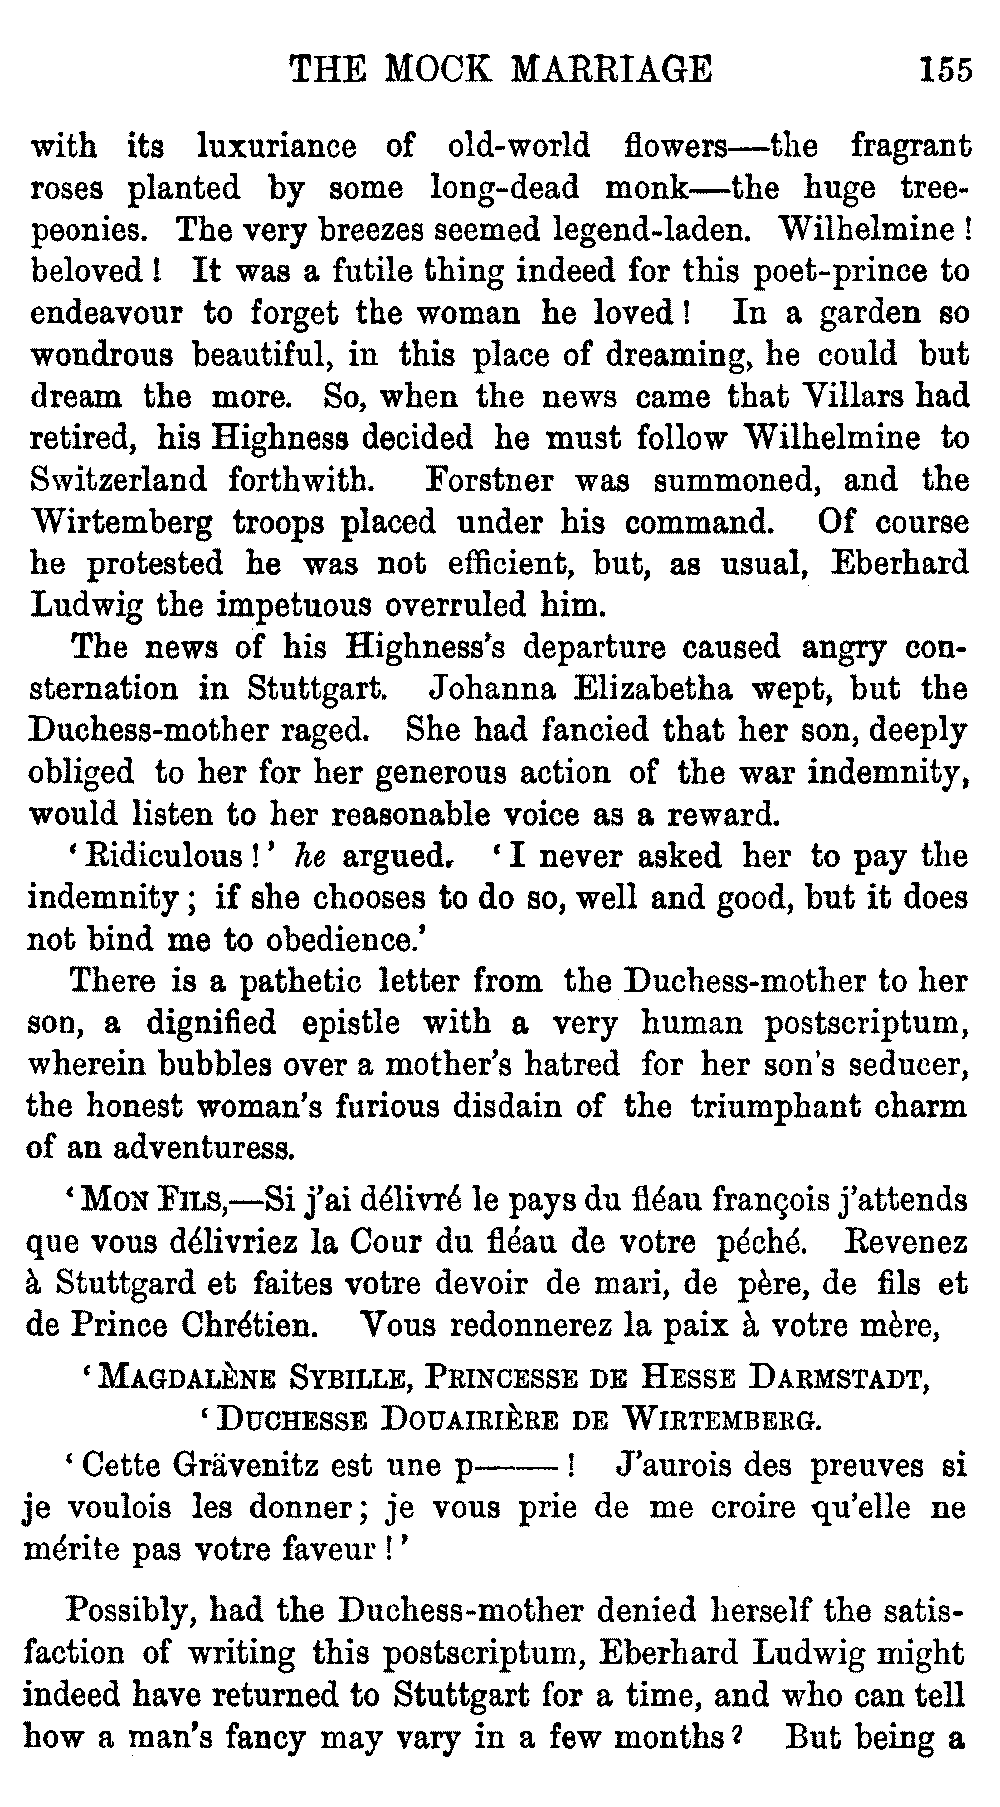 THE MOCK MARRIAGE 155
with its luxuriance of old-world flowers—the fragrant
roses planted by some long-dead monk—the huge tree-
peonies. The very breezes seemed legend-laden. Wilhelmine!
beloved! It was a futile thing indeed for this poet-prince to
endeavour to forget the woman he loved! In a garden so
wondrous beautiful, in this place of dreaming, he could but
dream the more. So, when the news came that Villars had
retired, his Highness decided he must follow Wilhelmine to
Switzerland forthwith. Forstner was summoned, and the
Wirtemberg troops placed under his command. Of course
he protested he was not efficient, but, as usual, Eberhard
Ludwig the impetuous overruled him.
The news of his Highness's departure caused angry con-
sternation in Stuttgart. Johanna Elizabetha wept, but the
Duchess-mother raged. She had fancied that her son, deeply
obliged to her for her generous action of the war indemnity,
would listen to her reasonable voice as a reward.
'Ridiculous!' he argued. 'I never asked her to pay the
indemnity; if she chooses to do so, well and good, but it does
not bind me to obedience.'
There is a pathetic letter from the Duchess-mother to her
son, a dignified epistle with a very human postscriptum,
wherein bubbles over a mother's hatred for her son's seducer,
the honest woman's furious disdain of the triumphant charm
of an adventuress.
'MON FILS,—Si j'ai délivré le pays du fléau françois j'attends
que vous délivriez la Cour du fléau de votre péché. Revenez
à Stuttgard et faites votre devoir de mari, de père, de fils et
de Prince Chrétien. Vous redonnerez la paix à votre mère,
'MAGDALÈNE SYBILLE, PRINCESSE DE HESSE DARMSTADT,
'DUCHESSE DOUAIRIÈRE DE WIRTEMBERG.
'Cette Grävenitz est une p——! J'aurois des preuves si
je voulois les donner; je vous prie de me croire qu'elle ne
mérite pas votre faveur!'
Possibly, had the Duchess-mother denied herself the satis-
faction of writing this postscriptum, Eberhard Ludwig might
indeed have returned to Stuttgart for a time, and who can tell
how a man's fancy may vary in a few months? But being a